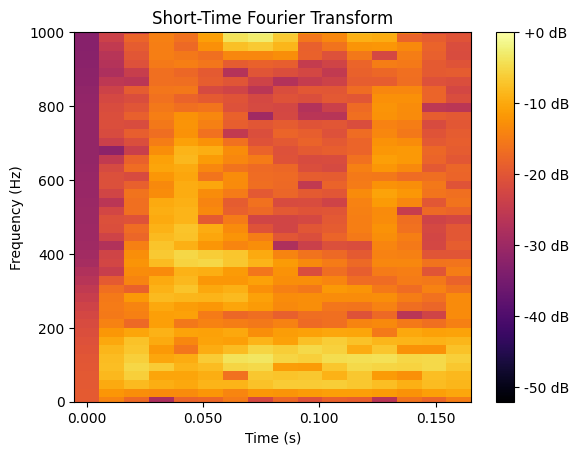 Short-Time Fourier Transform
1000
800
600
400
200
0
Frequency (Hz)
0.000
0.050
0.100
0.150
Time (s)
+0 dB
-10 dB
-20 dB
-30 dB
-40 dB
-50 dB